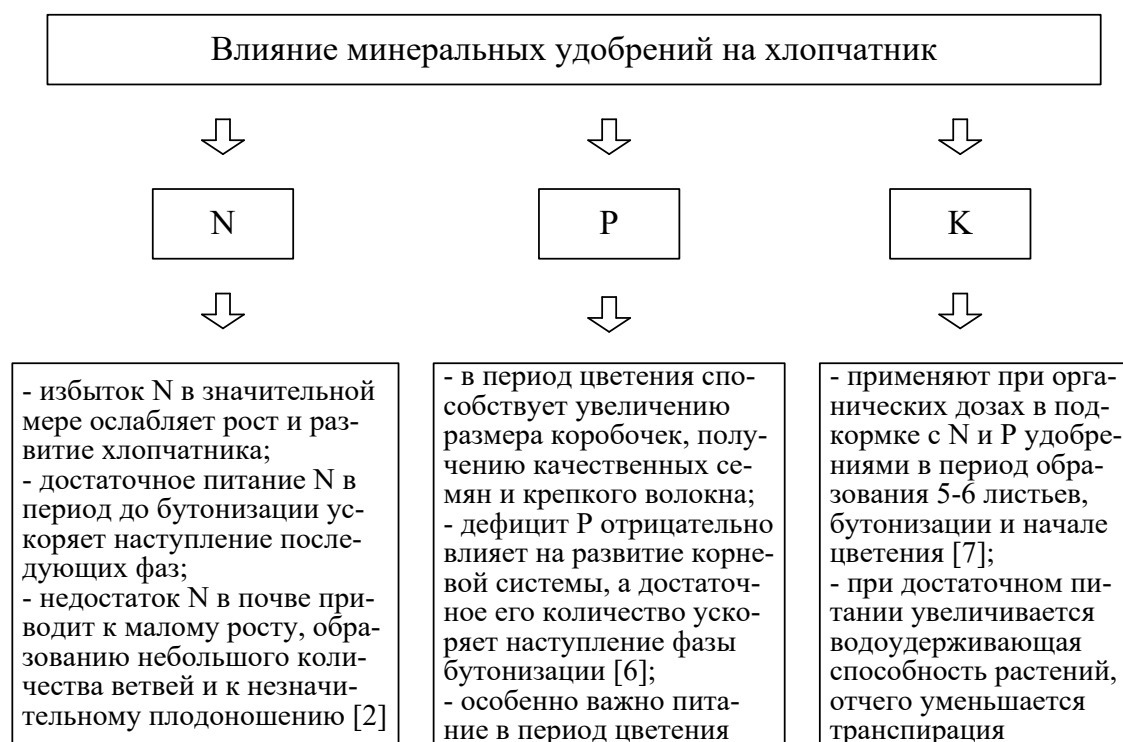 Влияние минеральных удобрений на хлопчатник
N
P
K
- избыток N в значительной
мере ослабляет рост и раз-
витие хлопчатника;
- достаточное питание N в
период до бутонизации ус-
коряет наступление после-
дующих фаз;
- недостаток N в почве при-
водит к малому росту, обра-
зованию небольшого коли-
чества ветвей и к незначи-
тельному плодоношению [2]
- в период цветения спо-
собствует увеличению
размера коробочек, полу-
чению качественных се-
мян и крепкого волокна;
- дефицит P отрицательно
влияет на развитие корне-
вой системы, а достаточ-
ное его количество уско-
ряет наступление фазы
бутонизации [6];
- особенно важно пита-
ние в период цветения
- применяют при орга-
нических дозах в под-
кормке с N и P удобре-
ниями в период обра-
зования 5-6 листьев,
бутонизации и начале
цветения [7];
- при достаточном пи-
тании увеличивается
водоудерживающая
способность растений,
отчего уменьшается
транспирация